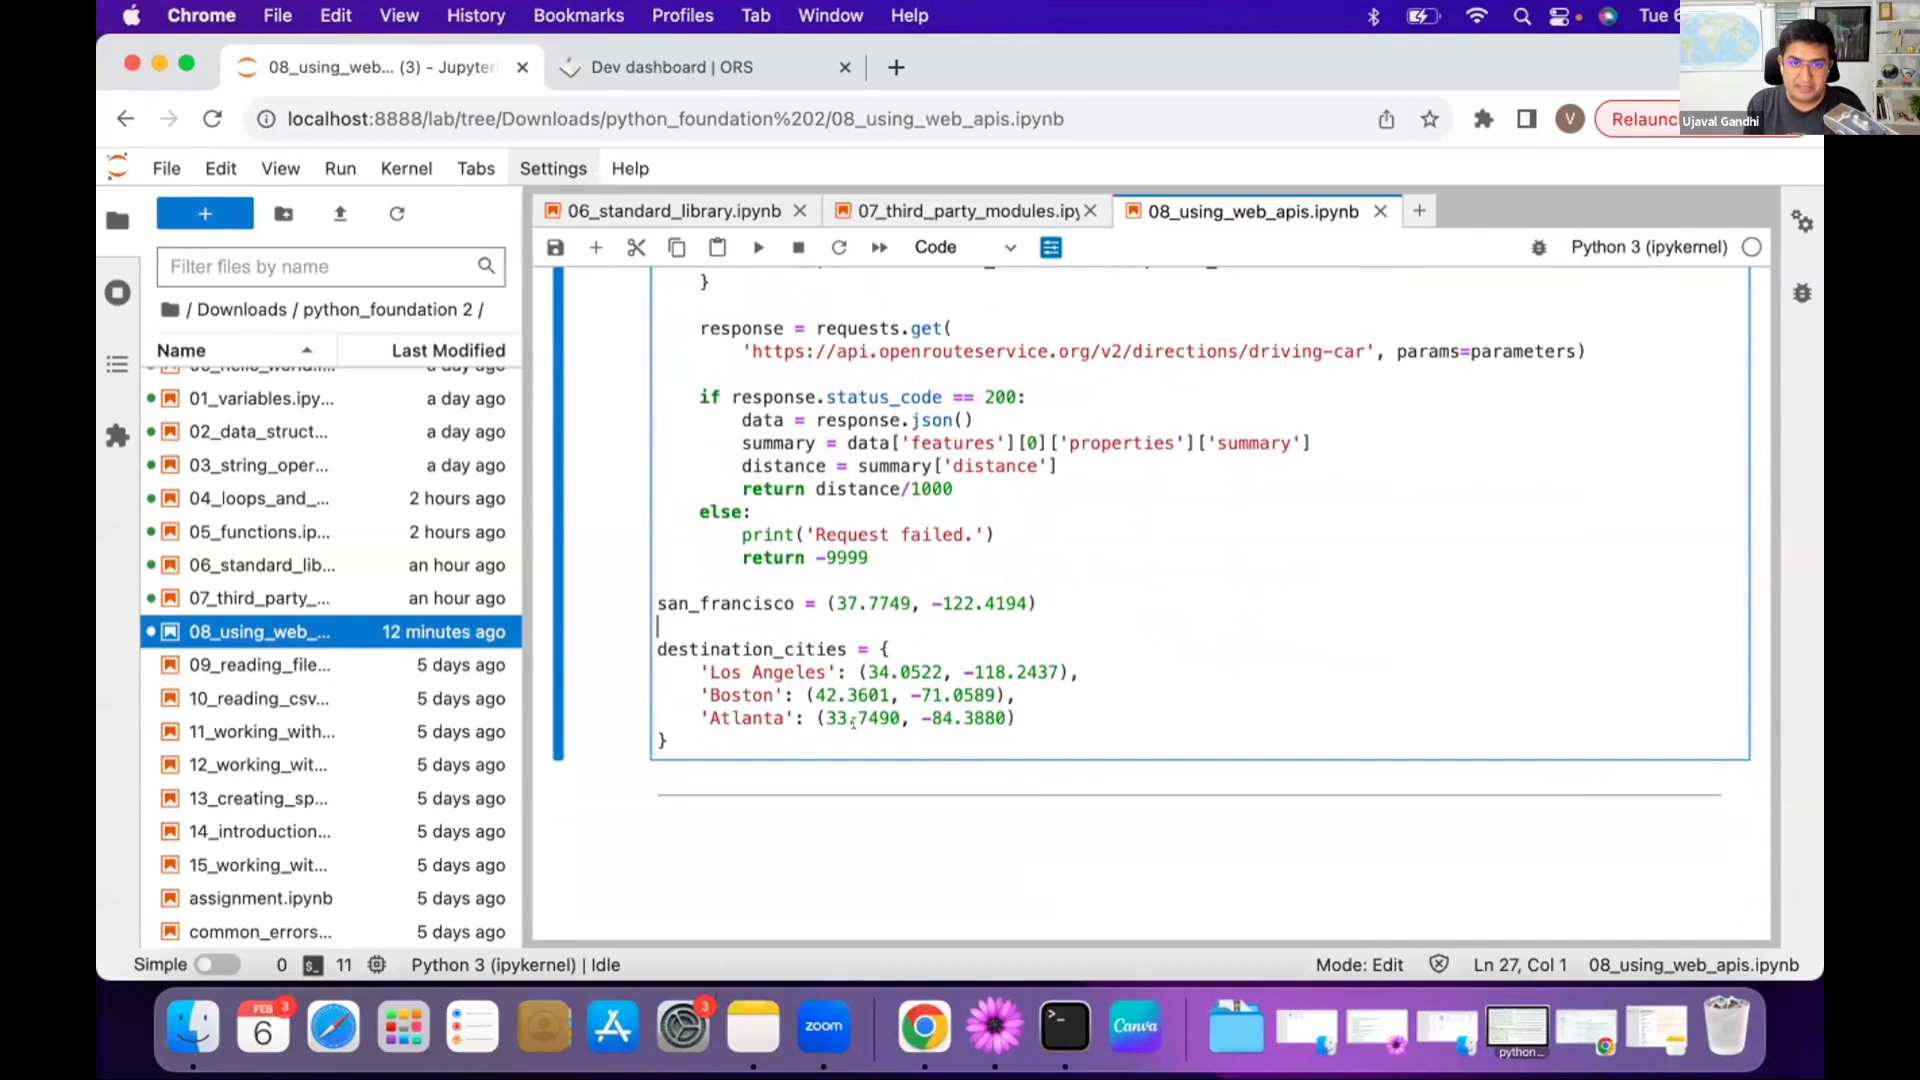 Chrome File Edit View History Bookmarks Profiles Tab Window Help Tue 6
08_using_web... (3) - Jupyter Dev dashboard | ORS
localhost:8888/lab/tree/Downloads/python_foundation%202/08_using_web_apis.ipynb V Relaunc
Ujaval Gandhi
File Edit View Run Kernel Tabs Settings Help
06_standard_library.ipynb 07_third_party_modules.ipy 08_using_web_apis.ipynb
Code Python 3 (ipykernel)
Filter files by name
/ Downloads / python_foundation 2 /
Name Last Modified
a day ago
01_variables.ipy... a day ago
02_data_struct... a day ago
03_string_oper... a day ago
04_loops_and_... 2 hours ago
05_functions.ip... 2 hours ago
06_standard_lib... an hour ago
07_third_party_... an hour ago
08_using_web_... 12 minutes ago
09_reading_file... 5 days ago
10_reading_csv... 5 days ago
11_working_with... 5 days ago
12_working_wit... 5 days ago
13_creating_sp... 5 days ago
14_introduction... 5 days ago
15_working_wit... 5 days ago
assignment.ipynb 5 days ago
common_errors... 5 days ago
}
response = requests.get(
'https://api.openrouteservice.org/v2/directions/driving-car', params=parameters)
if response.status_code == 200:
data = response.json()
summary = data['features'][0]['properties']['summary']
distance = summary['distance']
return distance/1000
else:
print('Request failed.')
return -9999
san_francisco = (37.7749, -122.4194)
destination_cities = {
'Los Angeles': (34.0522, -118.2437),
'Boston': (42.3601, -71.0589),
'Atlanta': (33.7490, -84.3880)
}
Simple 0 $_ 11 Python 3 (ipykernel) | Idle Mode: Edit Ln 27, Col 1 08_using_web_apis.ipynb
FEB 3 6 3 zoom >_ Canva
python...